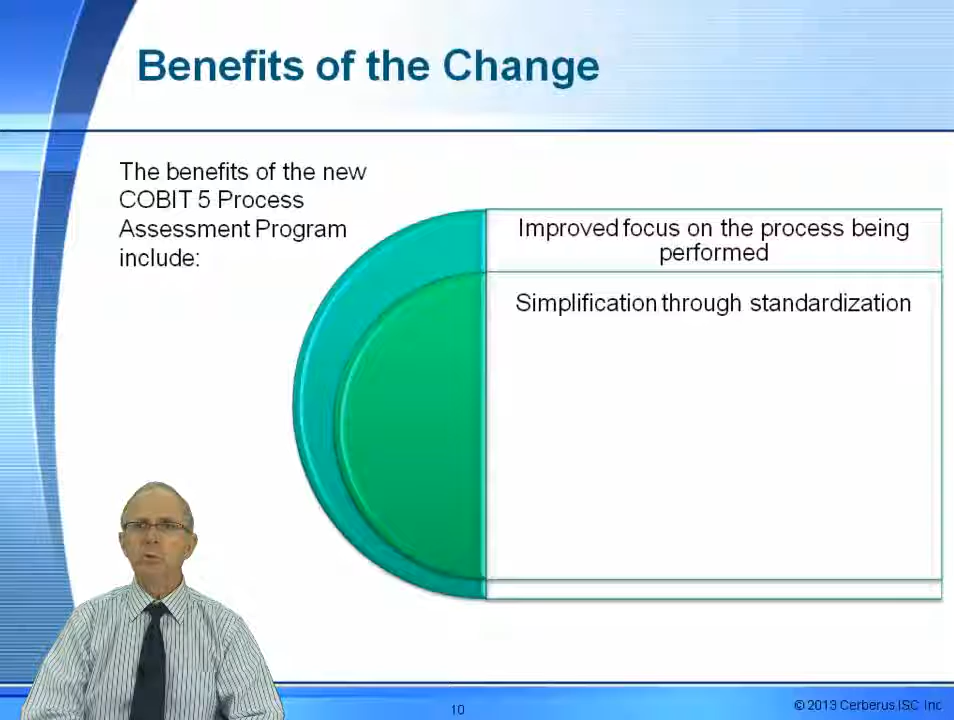 Benefits of the Change
The benefits of the new
COBIT 5 Process
Assessment Program
include:
Improved focus on the process being
performed
Simplification through standardization
10
© 2013 Cerberus ISC Inc